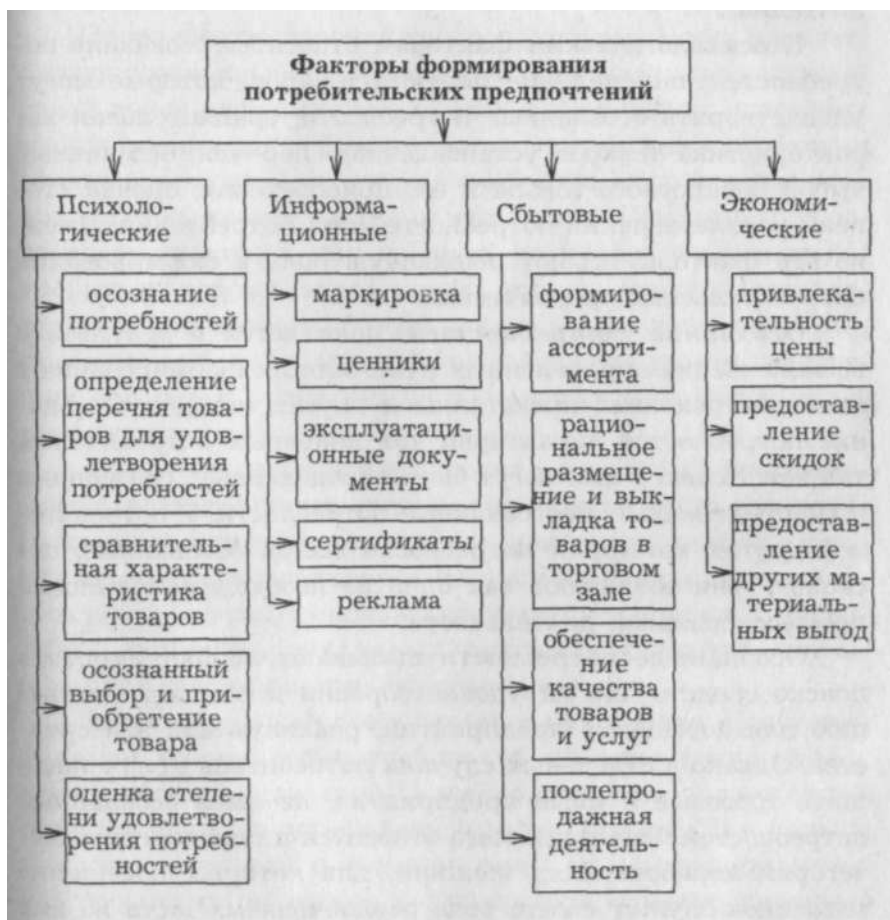 Факторы формирования
потребительских предпочтений
Психоло-
гические
Информа-
ционные
Сбытовые
Экономи-
ческие
осознание
потребностей
определение
перечня това-
ров для удов-
летворения
потребностей
сравнитель-
ная характе-
ристика
товаров
осознанный
выбор и при-
обретение
товара
оценка степе-
ни удовлетво-
рения потреб-
ностей
маркировка
ценники
эксплуатаци-
онные доку-
менты
сертификаты
реклама
формиро-
вание
ассорти-
мента
рацио-
нальное
размеще-
ние и вык-
ладка то-
варов в
торговом
зале
обеспече-
ние
качества
товаров
и услуг
послепро-
дажная
деятель-
ность
привлека-
тельность
цены
предостав-
ление
скидок
предостав-
ление
других ма-
териаль-
ных выгод